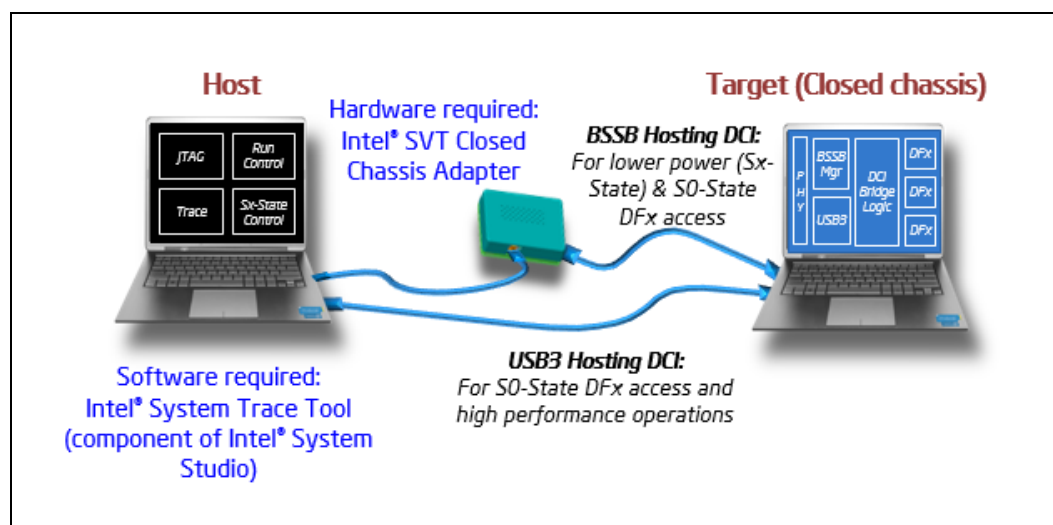 Host
Target (Closed chassis)
Hardware required:
Intel® SVT Closed
Chassis Adapter
BSSB Hosting DCI:
For lower power (Sx-
State) & S0-State
DFx access
JTAG
Run
Control
Trace
Sx-State
Control
P
H
Y
BSSB
Mgr
USB3
DCI
Bridge
Logic
DFx
DFx
DFx
USB3 Hosting DCI:
For S0-State DFx access and
high performance operations
Software required:
Intel® System Trace Tool
(component of Intel® System
Studio)